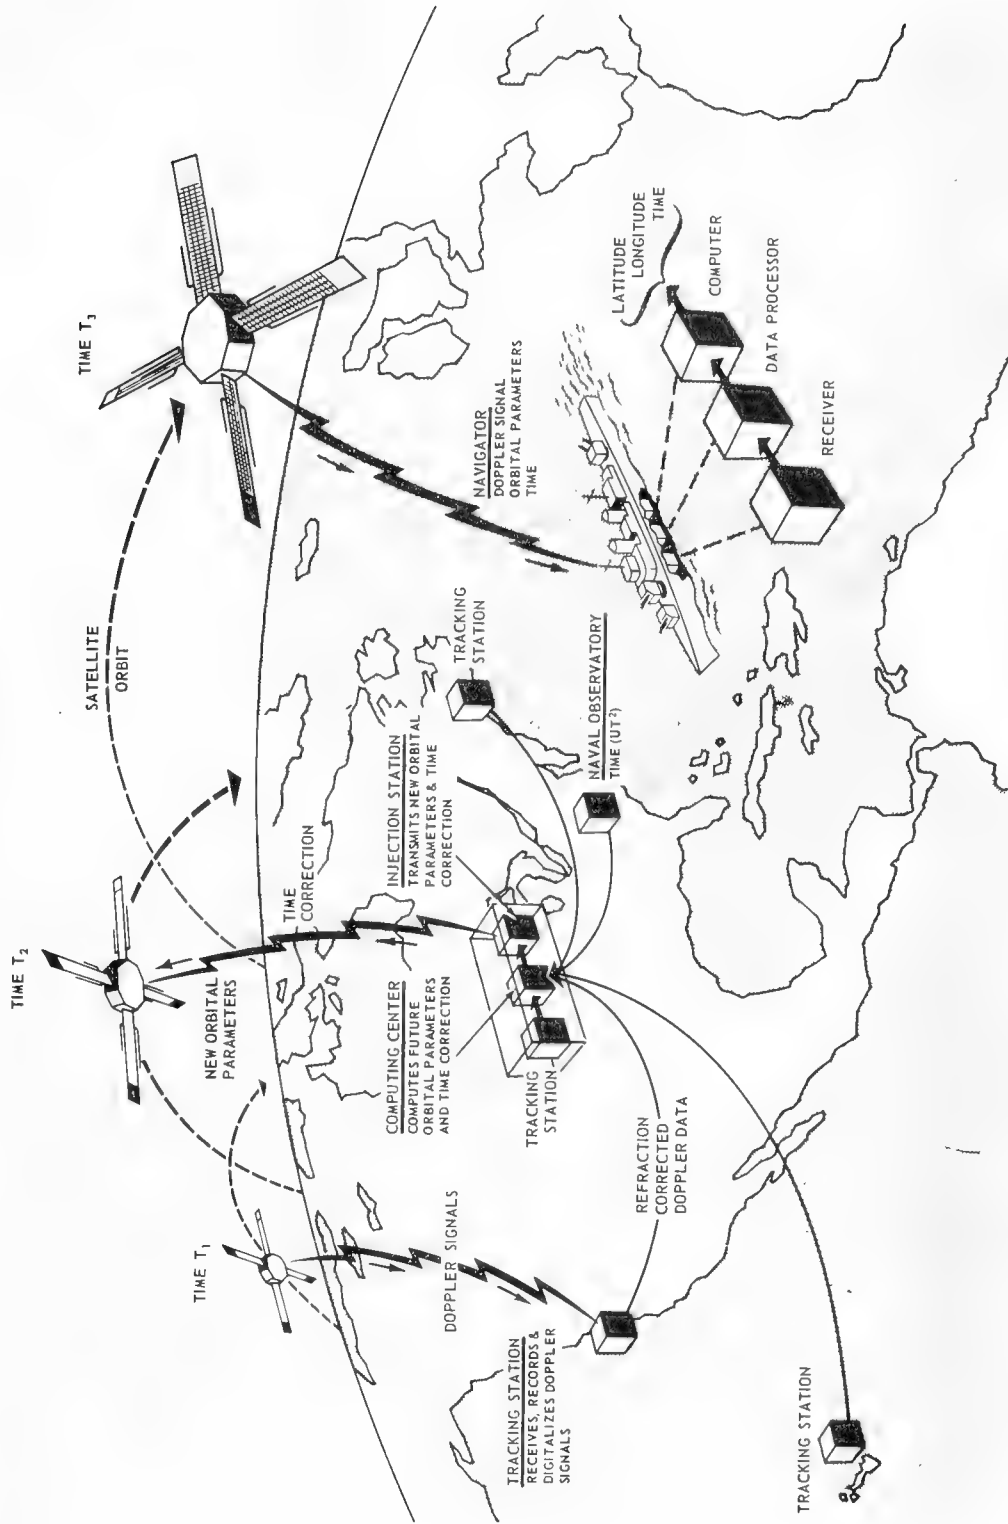 TIME T1
TIME T2
TIME T3
SATELLITE
ORBIT
NEW ORBITAL
PARAMETERS
TIME
CORRECTION
DOPPLER SIGNALS
TRACKING STATION
RECEIVES, RECORDS &
DIGITALIZES DOPPLER
SIGNALS
COMPUTING CENTER
COMPUTES FUTURE
ORBITAL PARAMETERS
AND TIME CORRECTION
INJECTION STATION
TRANSMITS NEW ORBITAL
PARAMETERS & TIME
CORRECTION
TRACKING
STATION
TRACKING
STATION
NAVIGATOR
DOPPLER SIGNAL
ORBITAL PARAMETERS
TIME
NAVAL OBSERVATORY
TIME (UT2)
REFRACTION
CORRECTED
DOPPLER DATA
LATITUDE
LONGITUDE
TIME
COMPUTER
DATA PROCESSOR
RECEIVER
TRACKING STATION